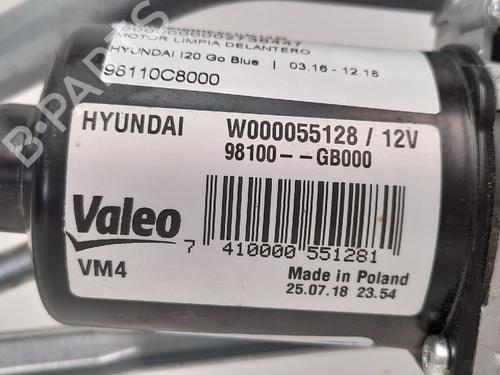 MOTOR LIMPIA DELANTERO
HYUNDAI I20 Go Blue | 03.16 - 12.18
98110C8000
HYUNDAI W000055128 / 12V
98100--GB000
Valeo
7 410000 551281
VM4
Made in Poland
25.07.18 23.54
B-PARTS